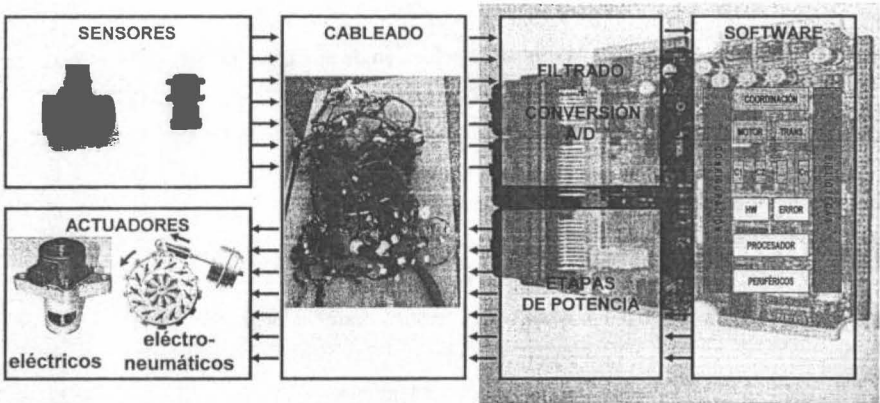 SENSORES
CABLEADO
SOFTWARE
FILTRADO
+
CONVERSIÓN
A/D
COORDINACIÓN
MOTOR TRANS.
HW ERROR
PROCESADOR
PERIFÉRICOS
ACTUADORES
eléctricos
eléctro-
neumáticos
ETAPAS
DE POTENCIA